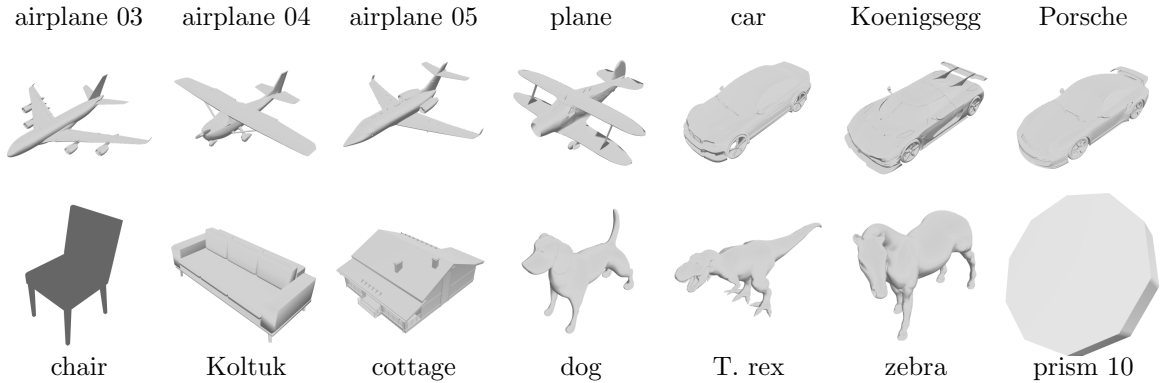 airplane 03 airplane 04 airplane 05 plane car Koenigsegg Porsche
chair Koltuk cottage dog T. rex zebra prism 10